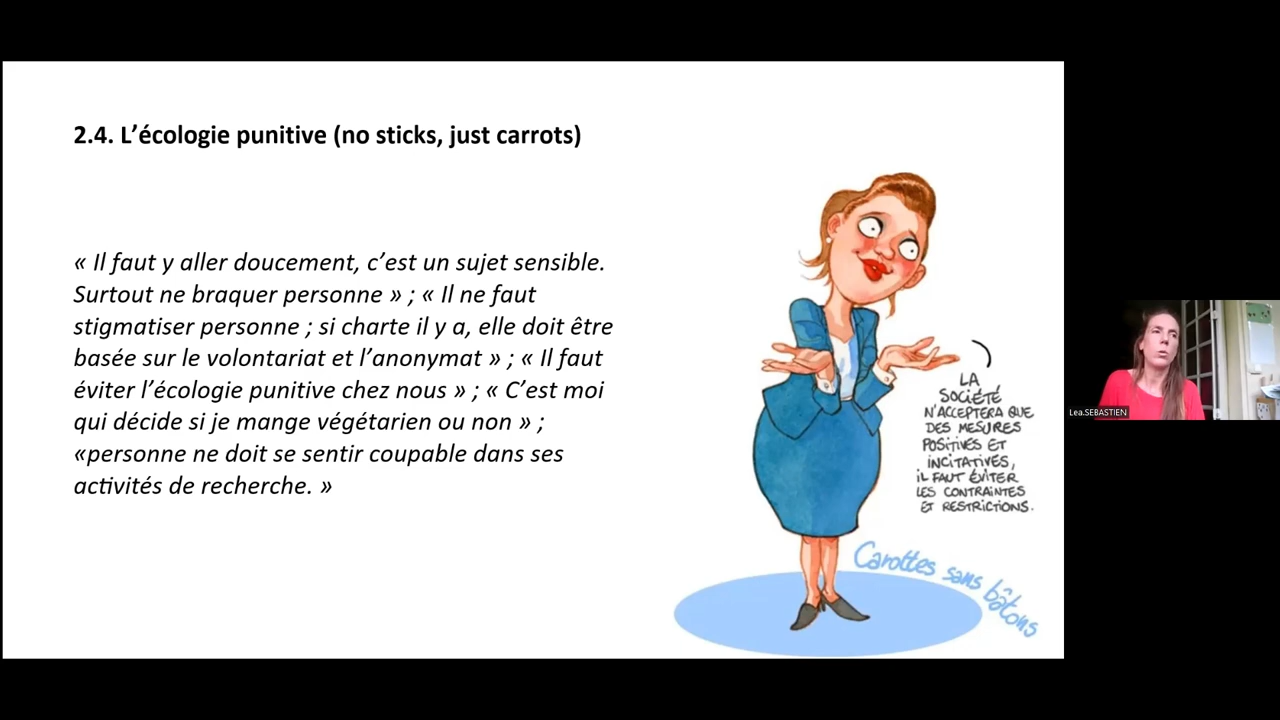 2.4. L’écologie punitive (no sticks, just carrots)
« Il faut y aller doucement, c’est un sujet sensible.
Surtout ne braquer personne » ; « Il ne faut
stigmatiser personne ; si charte il y a, elle doit être
basée sur le volontariat et l’anonymat » ; « Il faut
éviter l’écologie punitive chez nous » ; « C’est moi
qui décide si je mange végétarien ou non » ;
«personne ne doit se sentir coupable dans ses
activités de recherche. »
LA
SOCIÉTÉ
N'ACCEPTERA QUE
DES MESURES
POSITIVES ET
INCITATIVES,
IL FAUT ÉVITER
LES CONTRAINTES
ET RESTRICTIONS.
Carottes sans bâtons
Lea.SEBASTIEN